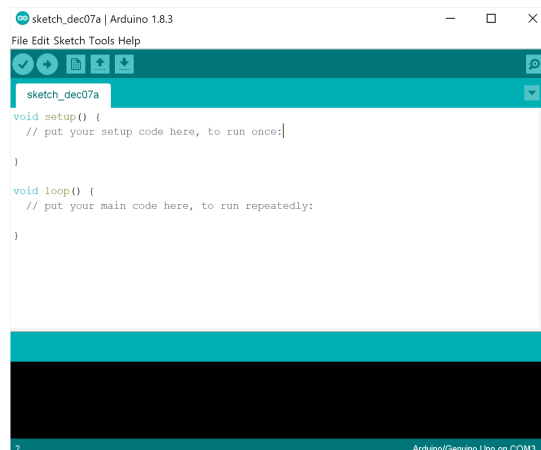 sketch_dec07a | Arduino 1.8.3
File Edit Sketch Tools Help
sketch_dec07a
void setup() {
  // put your setup code here, to run once:
}
void loop() {
  // put your main code here, to run repeatedly:
}
2 Arduino/Genuino Uno on COM3